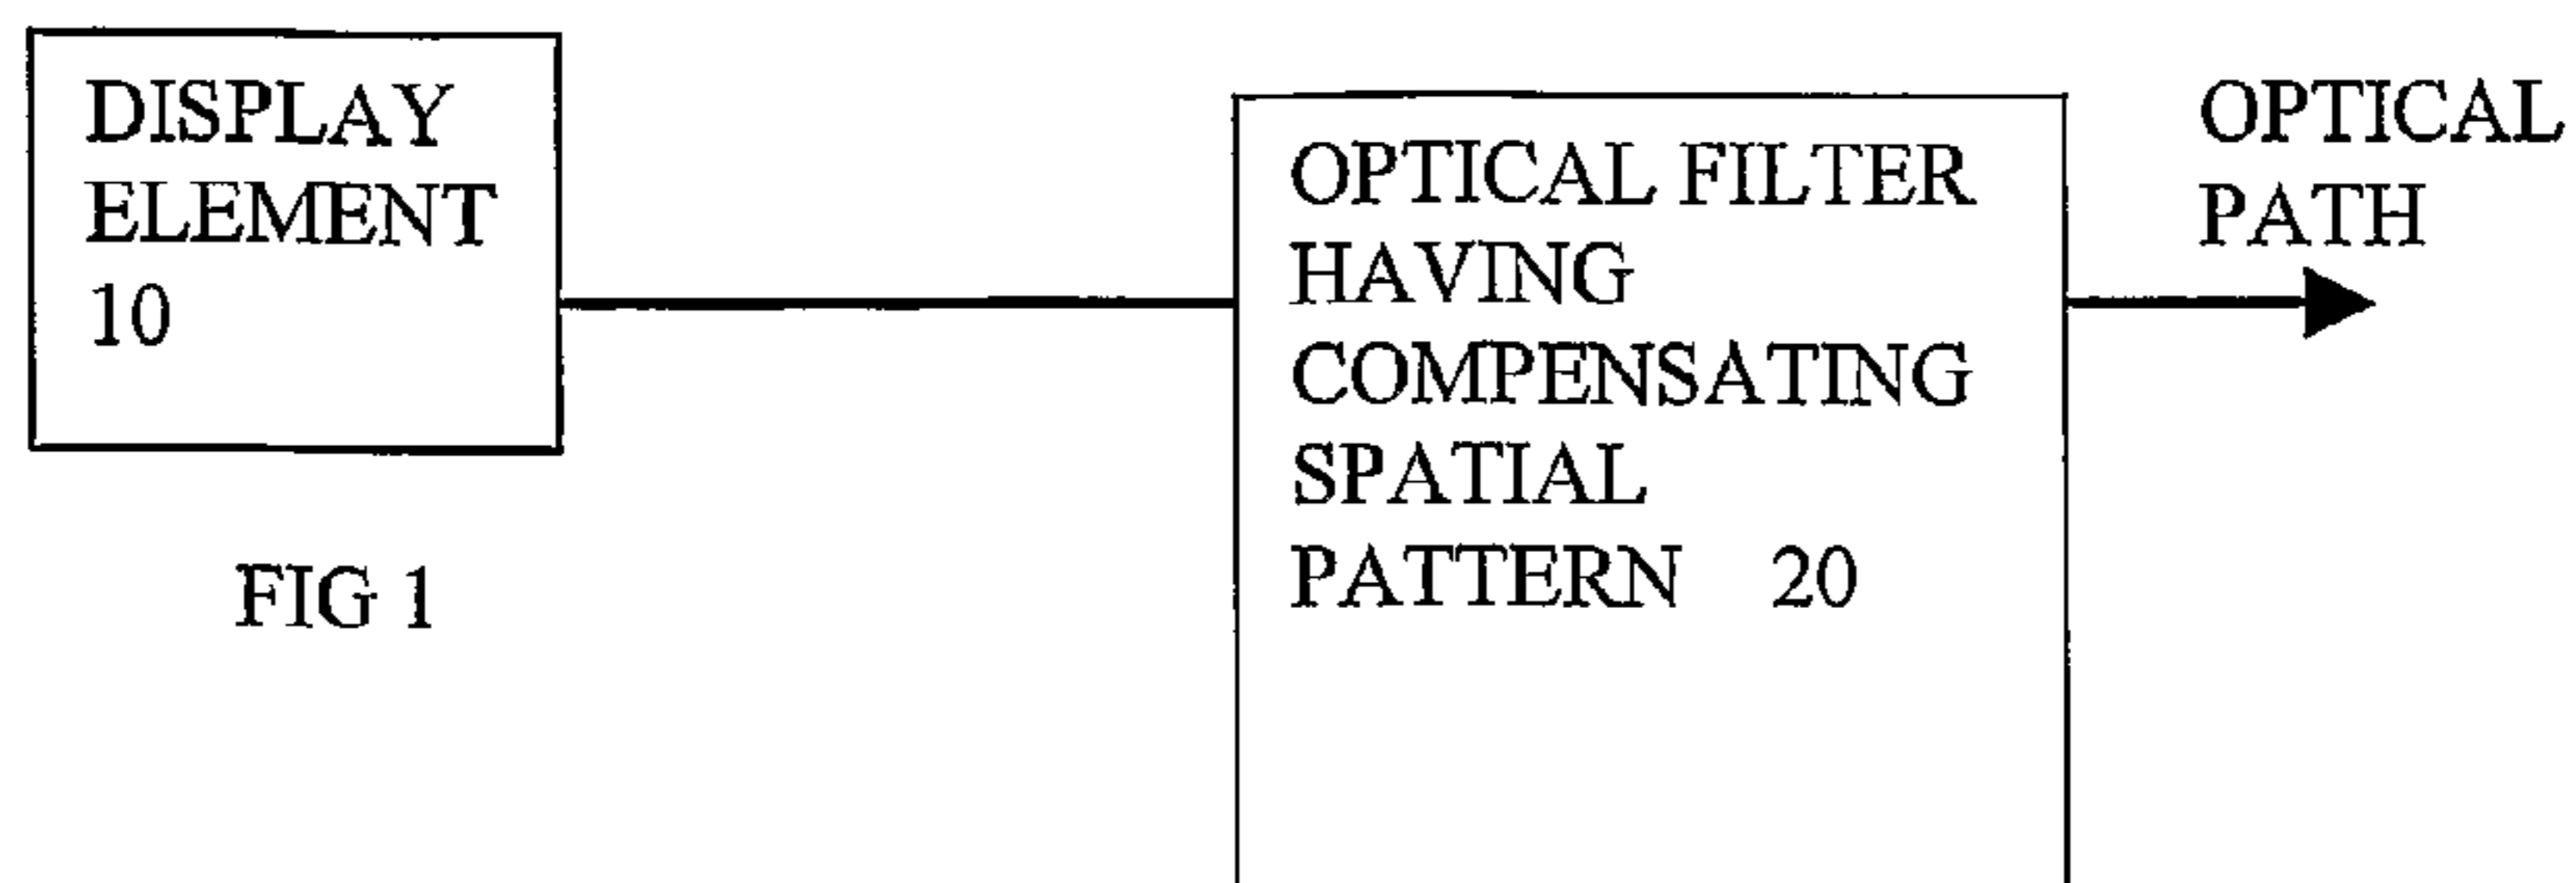 DISPLAY
ELEMENT
10
FIG 1
OPTICAL FILTER
HAVING
COMPENSATING
SPATIAL
PATTERN 20
OPTICAL
PATH